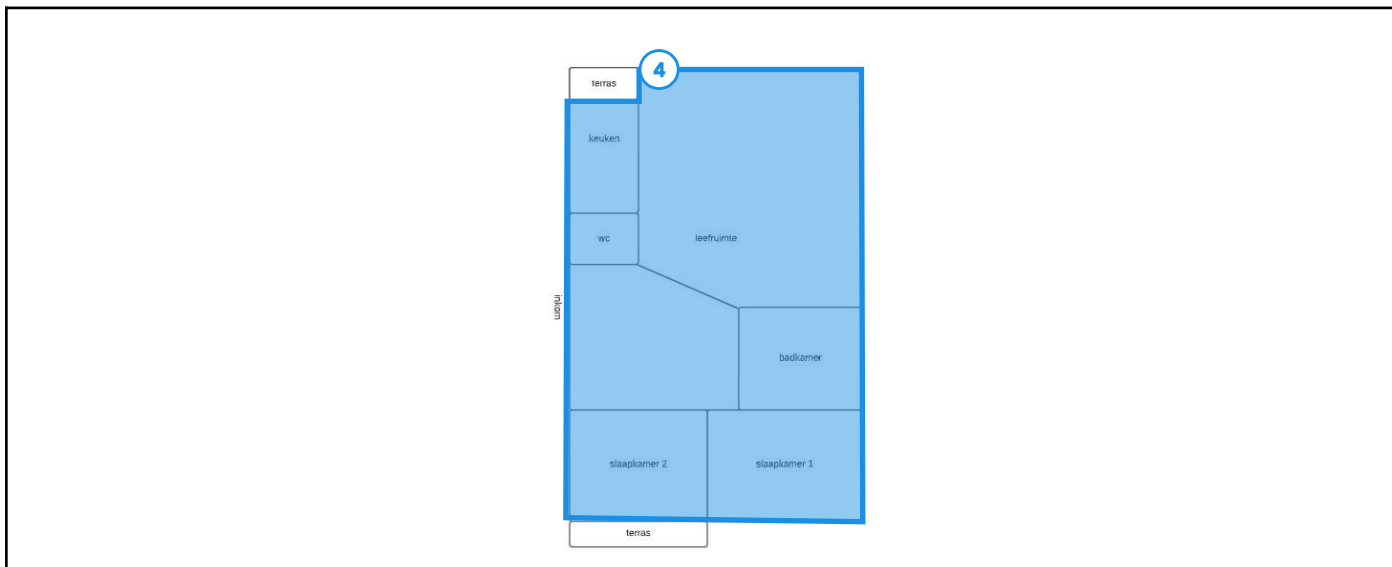 4
terras
keuken
wc
leefruimte
inkom
badkamer
slaapkamer 2
slaapkamer 1
terras